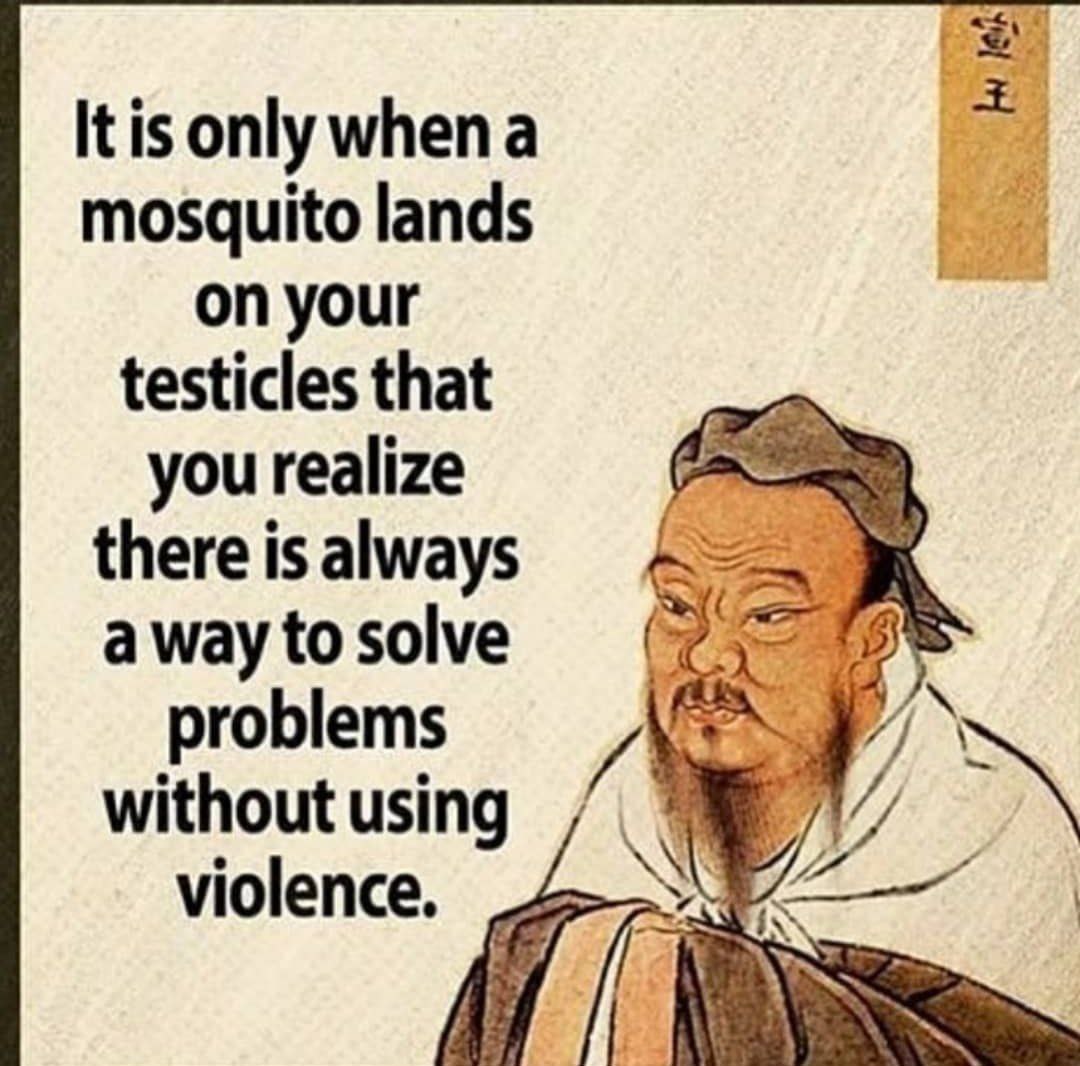 It is only when a
mosquito lands
on your
testicles that
you realize
there is always
a way to solve
problems
without using
violence.
宣
王